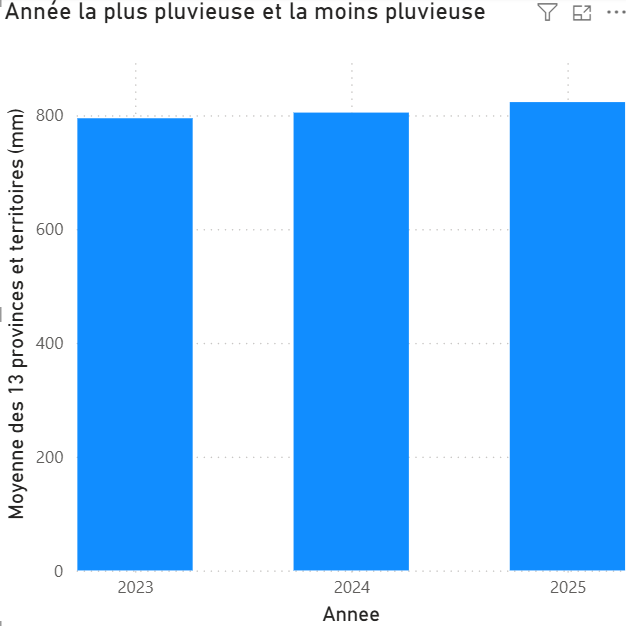 Année la plus pluvieuse et la moins pluvieuse
Moyenne des 13 provinces et territoires (mm)
800
600
400
200
0
2023 2024 2025
Annee